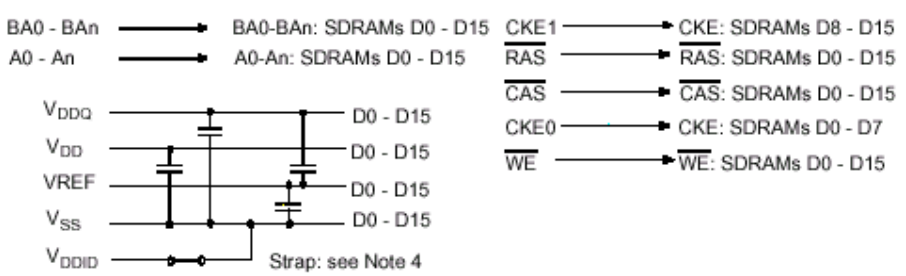 BA0 - BAn BA0-BAn: SDRAMs D0 - D15
A0 - An A0-An: SDRAMs D0 - D15
VDDQ D0 - D15
VDD D0 - D15
VREF D0 - D15
VSS D0 - D15
VDDID Strap: see Note 4
CKE1 CKE: SDRAMs D8 - D15
RAS RAS: SDRAMs D0 - D15
CAS CAS: SDRAMs D0 - D15
CKE0 CKE: SDRAMs D0 - D7
WE WE: SDRAMs D0 - D15